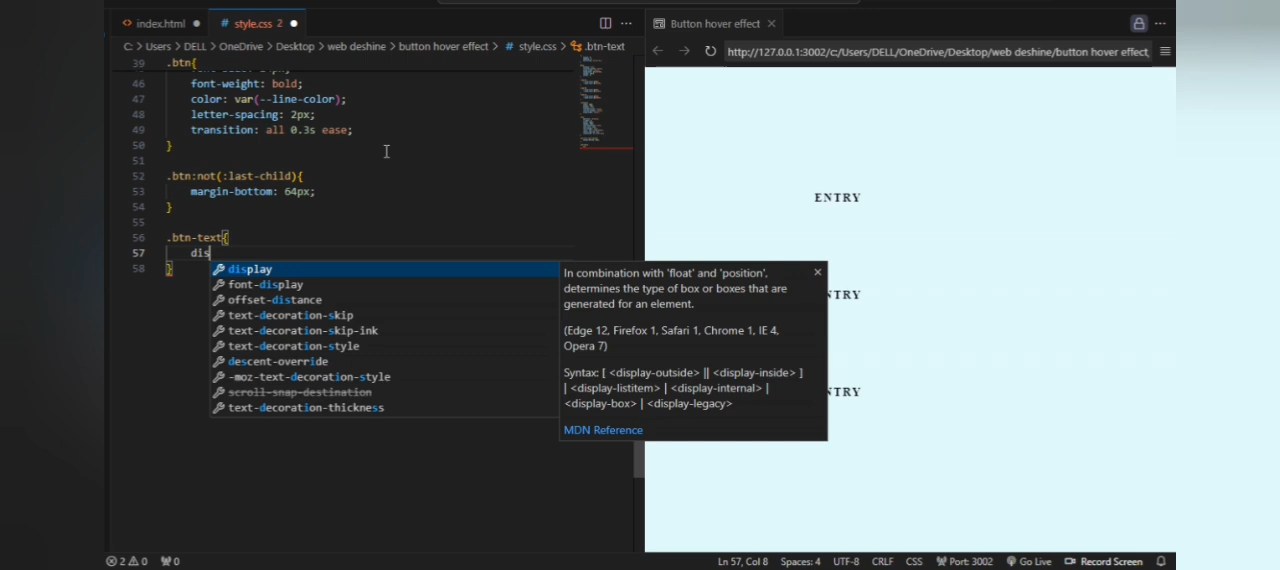 index.html
style.css 2
C: > Users > DELL > OneDrive > Desktop > web deshine > button hover effect > # style.css > .btn-text
39 .btn{
46 font-weight: bold;
47 color: var(--line-color);
48 letter-spacing: 2px;
49 transition: all 0.3s ease;
50 }
51
52 .btn:not(:last-child){
53 margin-bottom: 64px;
54 }
55
56 .btn-text{
57 dis
58 }
display
font-display
offset-distance
text-decoration-skip
text-decoration-skip-ink
text-decoration-style
descent-override
-moz-text-decoration-style
scroll-snap-destination
text-decoration-thickness
In combination with 'float' and 'position',
determines the type of box or boxes that are
generated for an element.
(Edge 12, Firefox 1, Safari 1, Chrome 1, IE 4,
Opera 7)
Syntax: [ <display-outside> || <display-inside> ]
| <display-listitem> | <display-internal> |
<display-box> | <display-legacy>
MDN Reference
Button hover effect
http://127.0.0.1:3002/c:/Users/DELL/OneDrive/Desktop/web deshine/button hover effect
ENTRY
NTRY
NTRY
2 0 0 Ln 57, Col 8 Spaces: 4 UTF-8 CRLF CSS Port: 3002 Go Live Record Screen